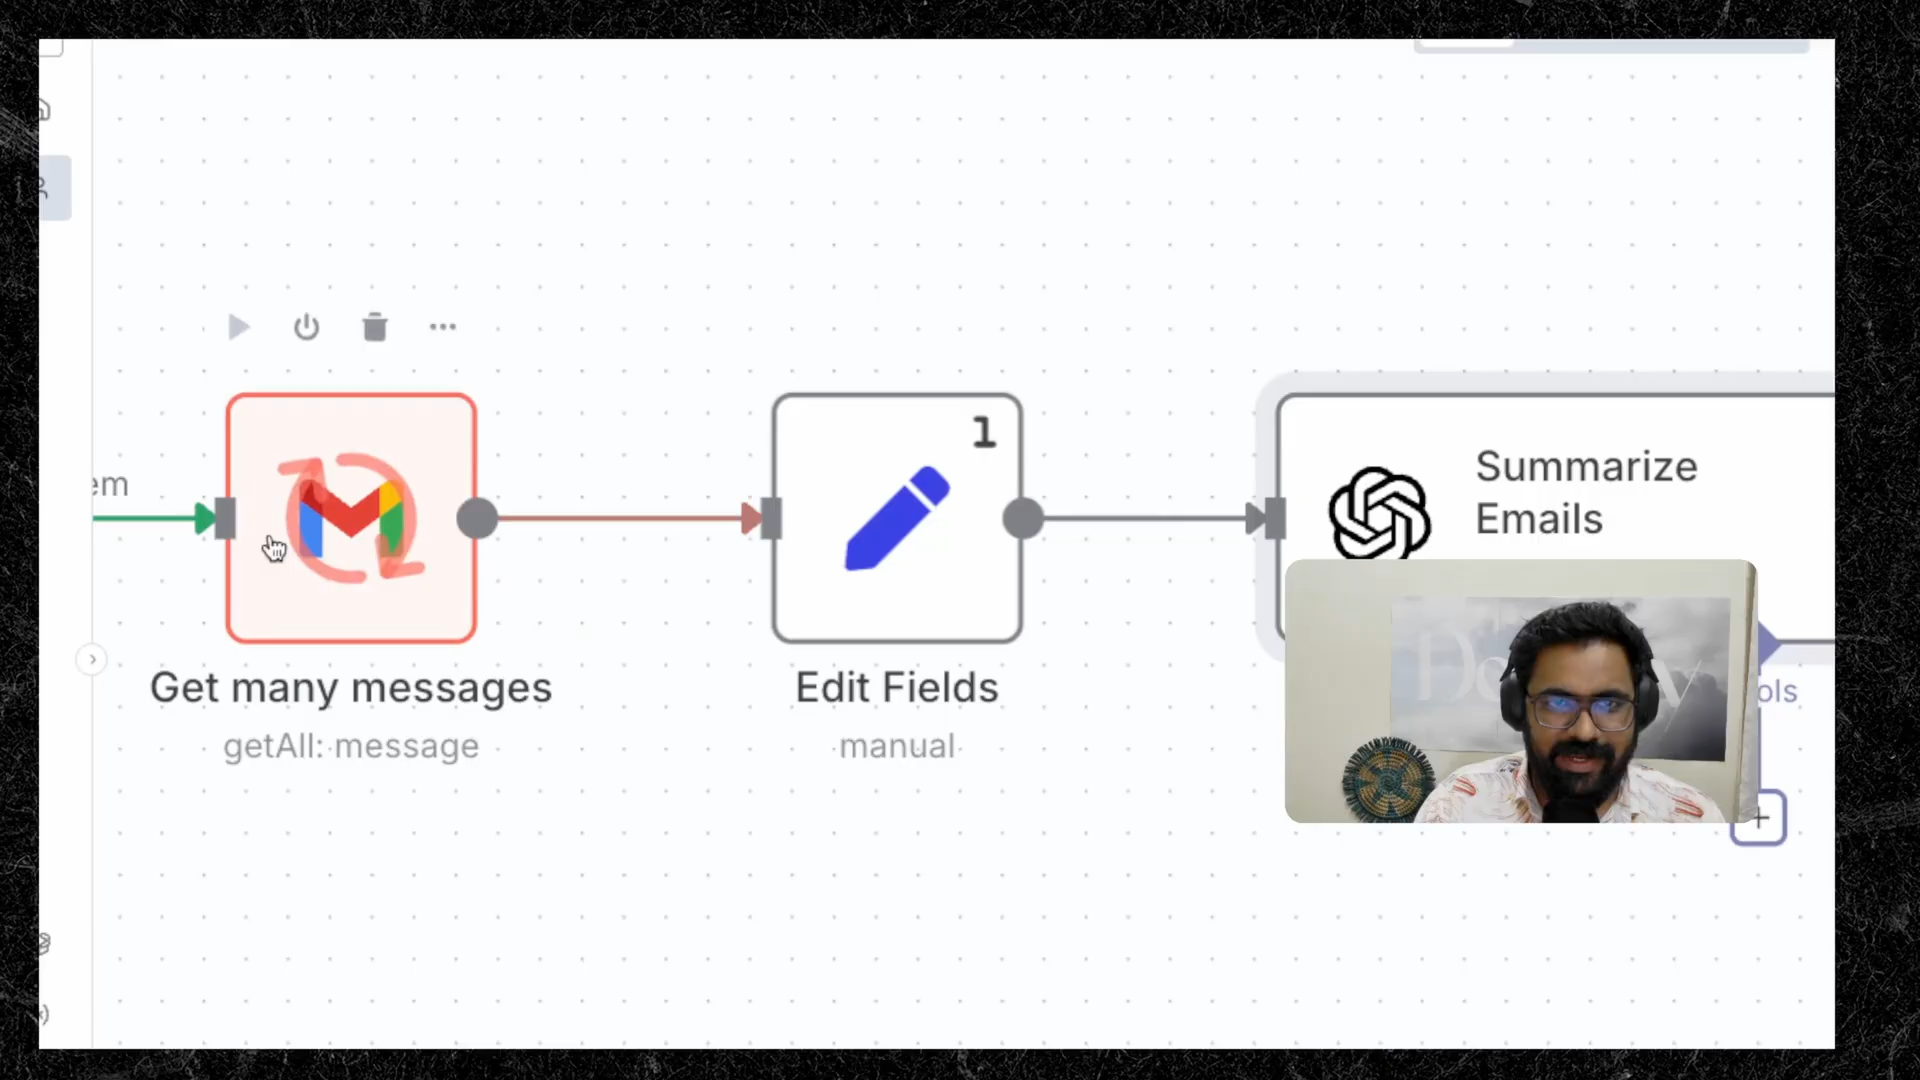 em
1
Summarize
Emails
Get many messages
Edit Fields
getAll: message
manual
ols